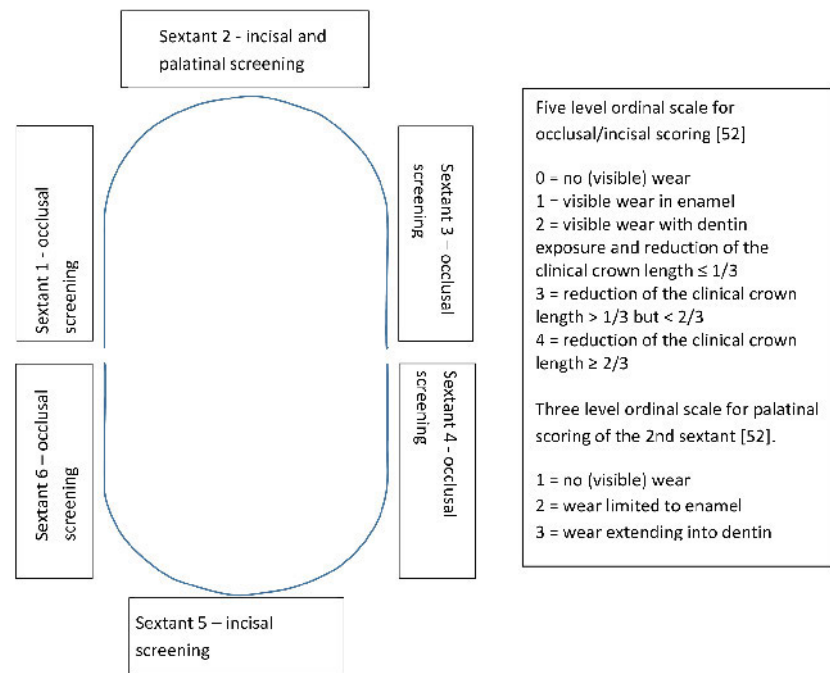 Sextant 2 - incisal and
palatinal screening
Sextant 1 - occlusal
screening
Sextant 3 – occlusal
screening
Sextant 6 – occlusal
screening
Sextant 4 - occlusal
screening
Sextant 5 – incisal
screening
Five level ordinal scale for
occlusal/incisal scoring [52]
0 = no (visible) wear
1 = visible wear in enamel
2 = visible wear with dentin
exposure and reduction of the
clinical crown length ≤ 1/3
3 = reduction of the clinical crown
length > 1/3 but < 2/3
4 = reduction of the clinical crown
length ≥ 2/3
Three level ordinal scale for palatinal
scoring of the 2nd sextant [52].
1 = no (visible) wear
2 = wear limited to enamel
3 = wear extending into dentin